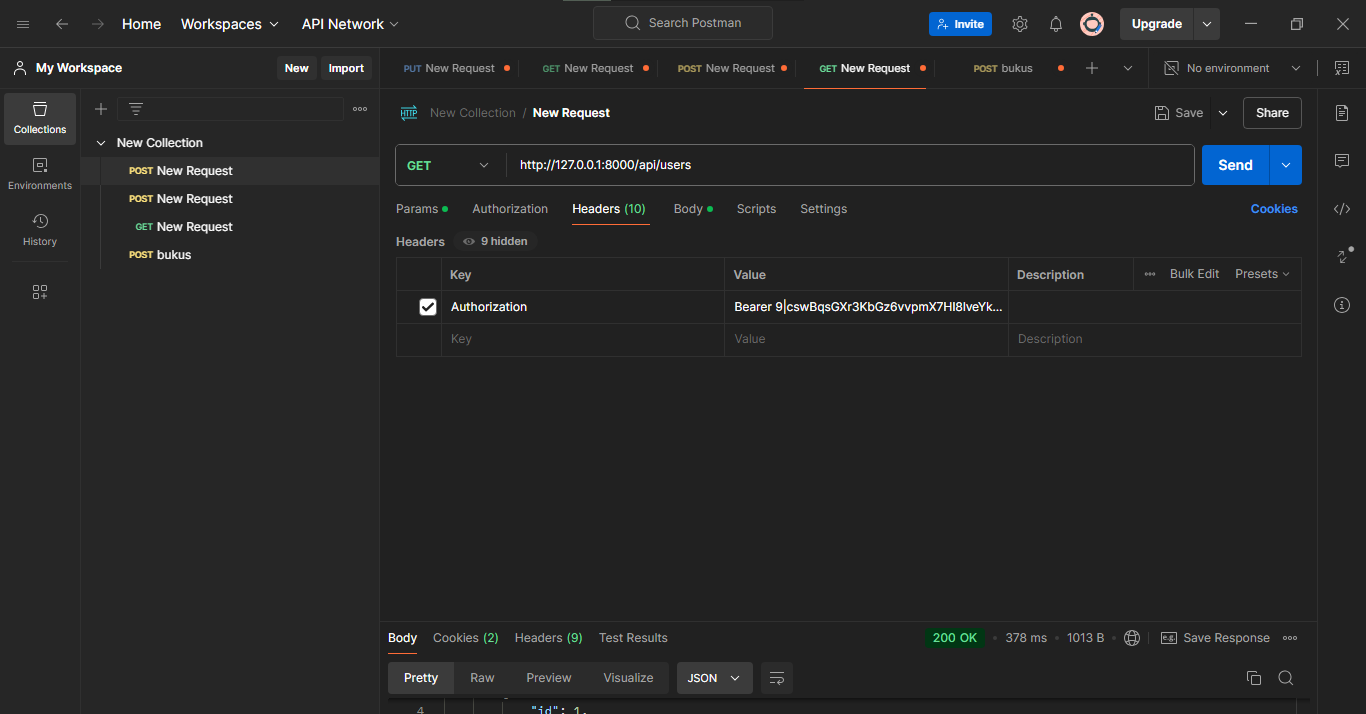 Home Workspaces API Network Search Postman Invite Upgrade
My Workspace New Import
PUT New Request GET New Request POST New Request GET New Request POST bukus No environment
Collections
Environments
History
New Collection
POST New Request
POST New Request
GET New Request
POST bukus
HTTP New Collection / New Request Save Share
GET http://127.0.0.1:8000/api/users Send
Params Authorization Headers (10) Body Scripts Settings Cookies
Headers 9 hidden
Key Value Description Bulk Edit Presets
Authorization Bearer 9|cswBqsGXr3KbGz6vvpmX7HI8IveYk...
Key Value Description
Body Cookies (2) Headers (9) Test Results 200 OK 378 ms 1013 B e.g. Save Response
Pretty Raw Preview Visualize JSON
4 "id": 1,